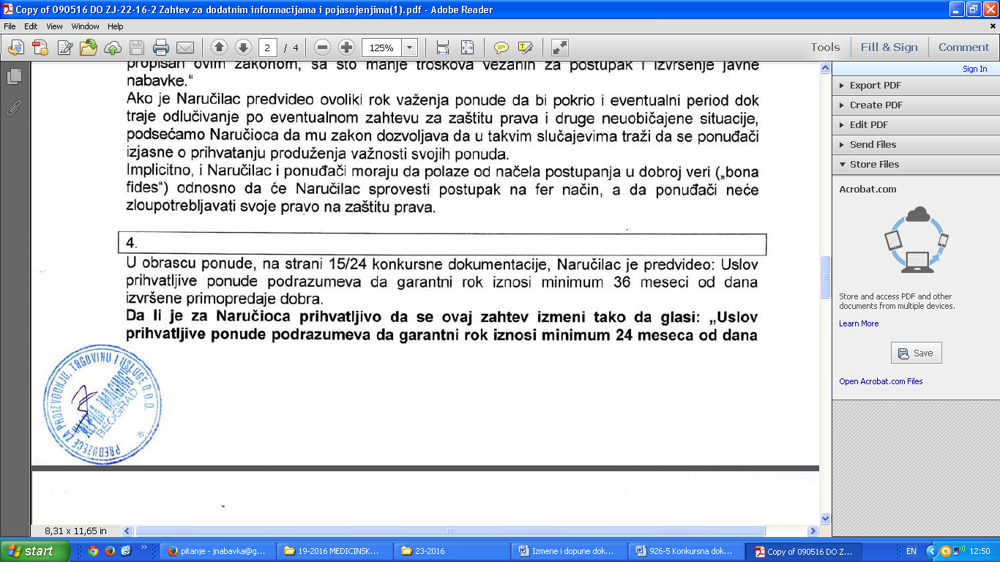 Copy of 090516 DO ZJ-22-16-2 Zahtev za dodatnim informacijama i pojasnjenjima(1).pdf - Adobe Reader
File Edit View Window Help
2 / 4 125% Tools Fill & Sign Comment
Sign In
propisan ovim zakonom, sa što manje troškova vezanih za postupak i izvršenje javne
nabavke.“
Ako je Naručilac predvideo ovoliki rok važenja ponude da bi pokrio i eventualni period dok
traje odlučivanje po eventualnom zahtevu za zaštitu prava i druge neuobičajene situacije,
podsećamo Naručioca da mu zakon dozvoljava da u takvim slučajevima traži da se ponuđači
izjasne o prihvatanju produženja važnosti svojih ponuda.
Implicitno, i Naručilac i ponuđači moraju da polaze od načela postupanja u dobroj veri („bona
fides“) odnosno da će Naručilac sprovesti postupak na fer način, a da ponuđači neće
zloupotrebljavati svoje pravo na zaštitu prava.
4.
U obrascu ponude, na strani 15/24 konkursne dokumentacije, Naručilac je predvideo: Uslov
prihvatljive ponude podrazumeva da garantni rok iznosi minimum 36 meseci od dana
izvršene primopredaje dobra.
Da li je za Naručioca prihvatljivo da se ovaj zahtev izmeni tako da glasi: „Uslov
prihvatljive ponude podrazumeva da garantni rok iznosi minimum 24 meseca od dana
PREDUZEĆE ZA PROIZVODNJU, TRGOVINU I USLUGE D.O.O.
BEOGRAD
Export PDF
Create PDF
Edit PDF
Send Files
Store Files
Acrobat.com
Store and access PDF and other
documents from multiple devices.
Learn More
Save
Open Acrobat.com Files
8,31 x 11,65 in
start pitanje - jnabavka@g... 19-2016 MEDICINSK... 23-2016 Izmene i dopune dok... 926-5 Konkursna dok... Copy of 090516 DO Z... EN 12:50